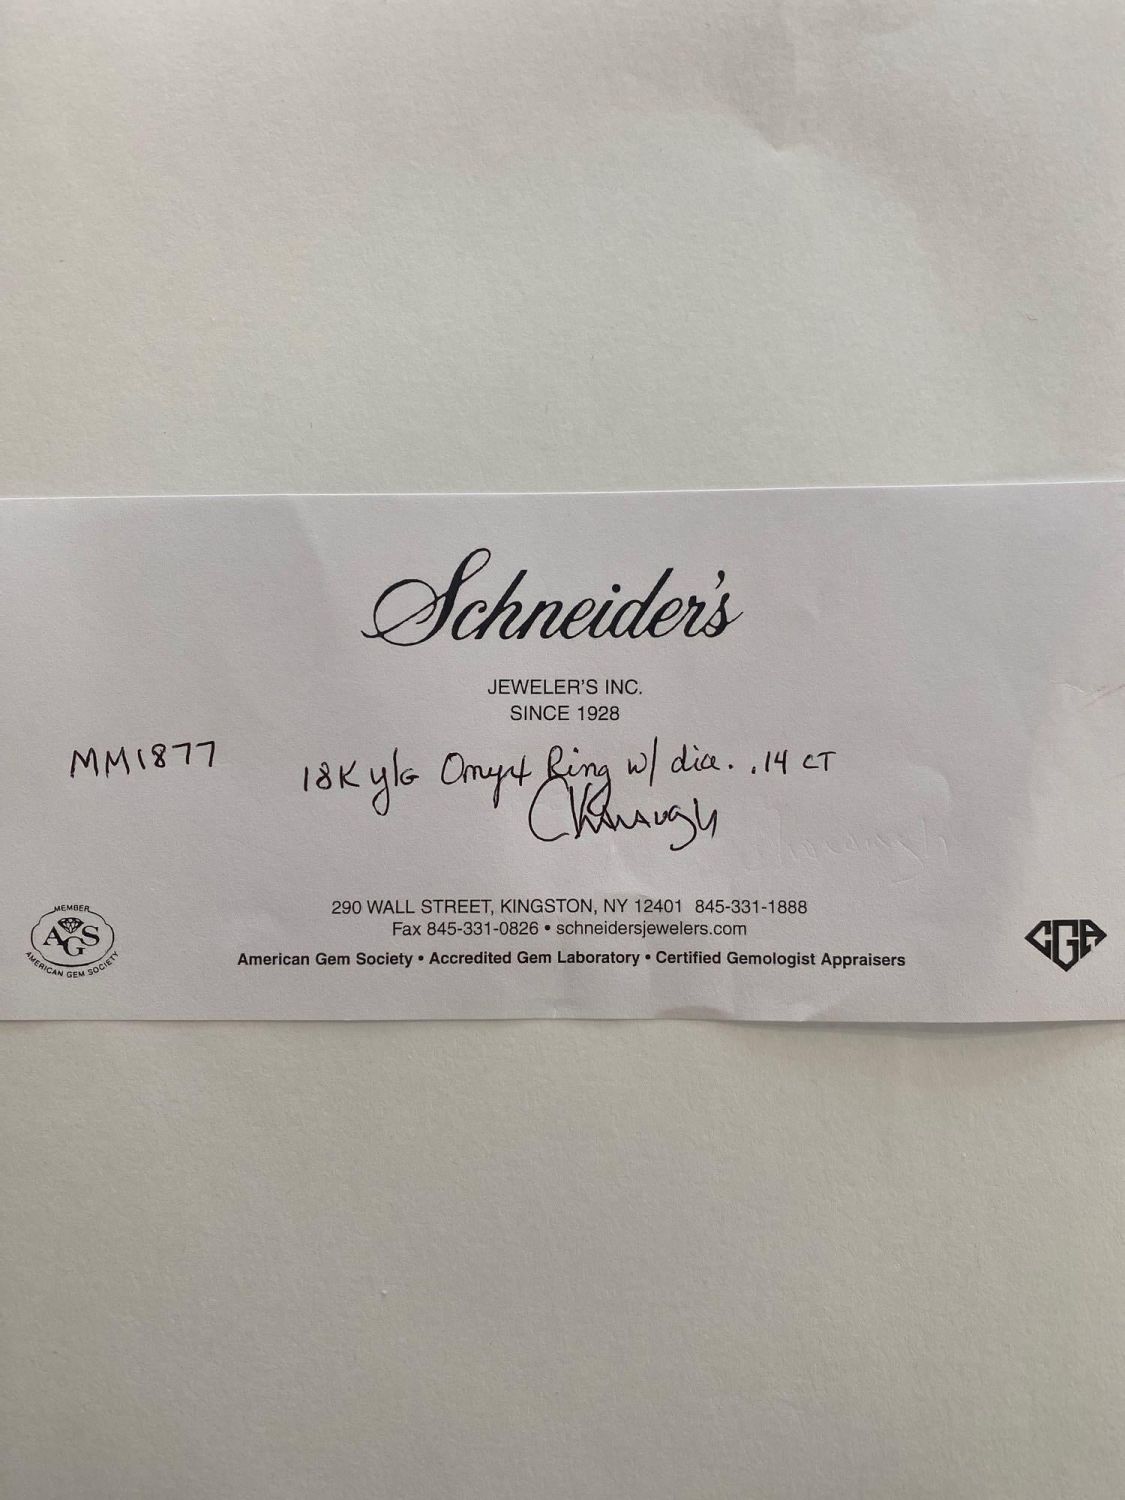 Schneider's
JEWELER'S INC.
SINCE 1928
MM1877
18K y/G Onyx Ring w/ dia. .14 CT
290 WALL STREET, KINGSTON, NY 12401 845-331-1888
Fax 845-331-0826 • schneidersjewelers.com
American Gem Society • Accredited Gem Laboratory • Certified Gemologist Appraisers
MEMBER
AGS
AMERICAN GEM SOCIETY
CGA